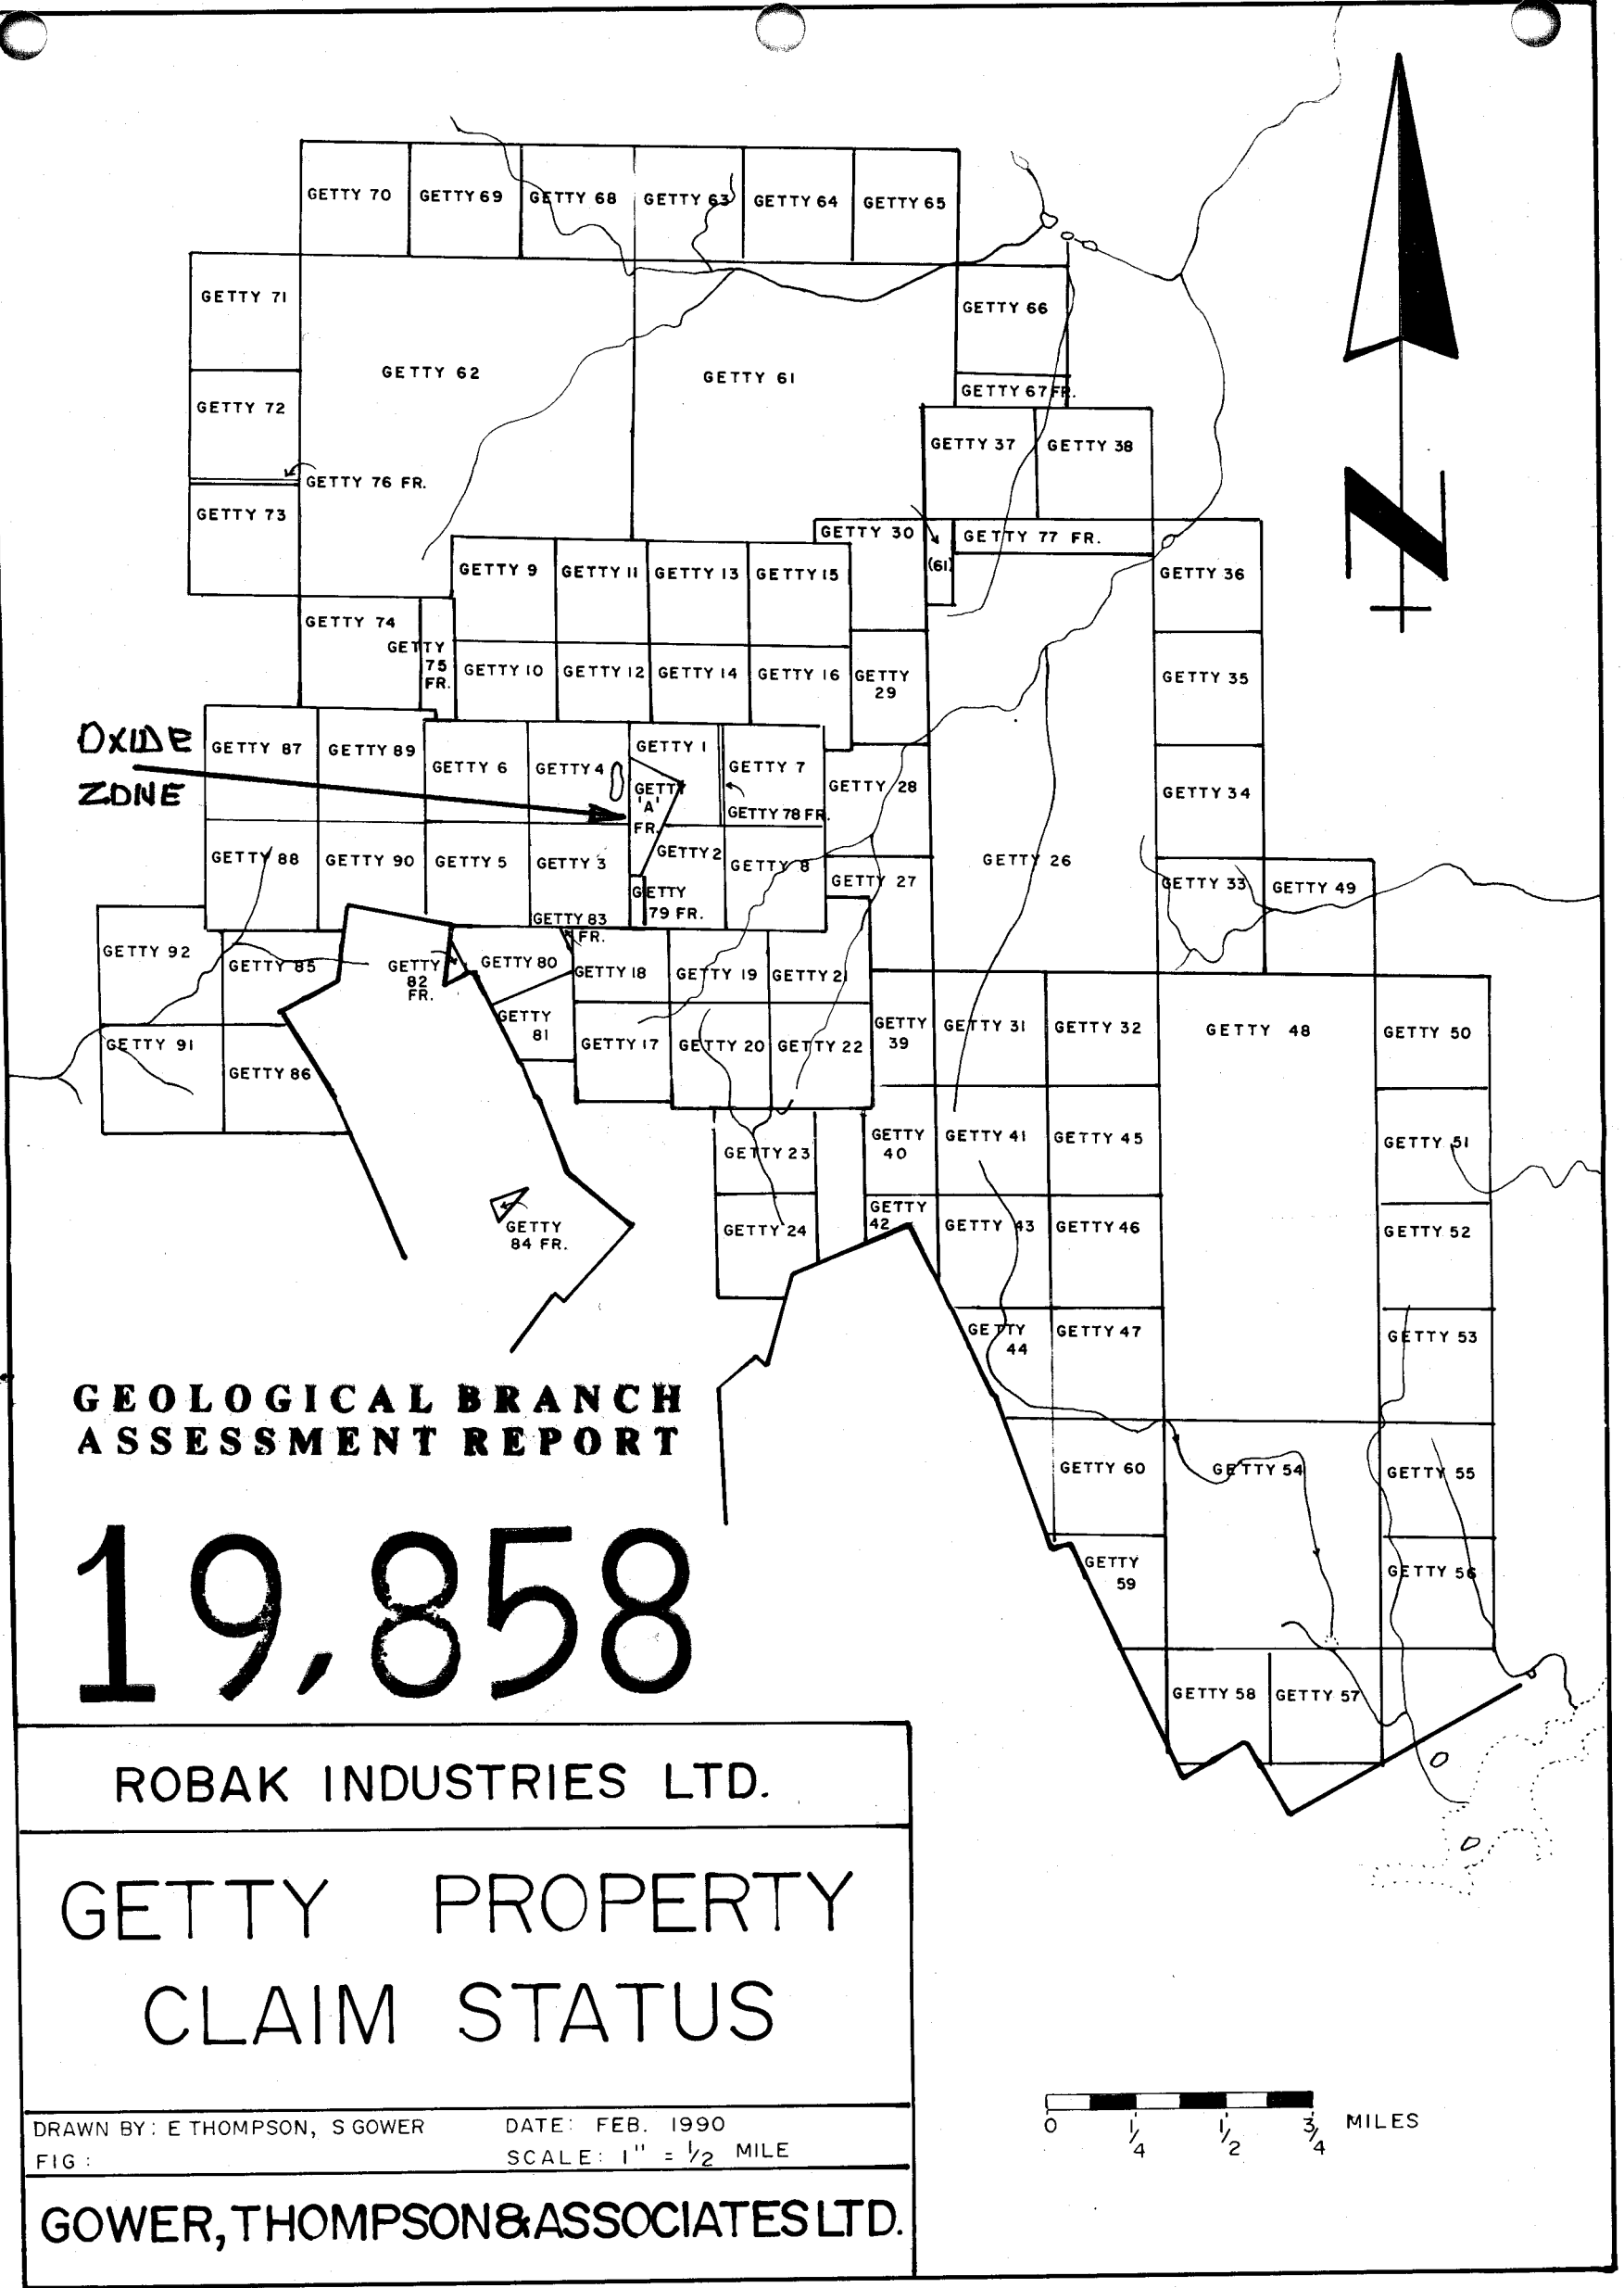 GETTY 70
GETTY 69
GETTY 68
GETTY 63
GETTY 64
GETTY 65
GETTY 71
GETTY 66
GETTY 62
GETTY 61
GETTY 67 FR.
GETTY 72
GETTY 37
GETTY 38
GETTY 76 FR.
GETTY 73
GETTY 30
GETTY 77 FR.
(61)
GETTY 9
GETTY 11
GETTY 13
GETTY 15
GETTY 36
GETTY 74
GETTY
75
FR.
GETTY 10
GETTY 12
GETTY 14
GETTY 16
GETTY
29
GETTY 35
OXIDE
ZONE
GETTY 87
GETTY 89
GETTY 6
GETTY 4
GETTY 1
GETTY 7
GETTY
'A'
FR.
GETTY 78 FR.
GETTY 28
GETTY 34
GETTY 88
GETTY 90
GETTY 5
GETTY 3
GETTY 2
GETTY 8
GETTY 27
GETTY 26
GETTY 33
GETTY 49
GETTY
79 FR.
GETTY 83
FR.
GETTY 92
GETTY 85
GETTY
82
FR.
GETTY 80
GETTY 18
GETTY 19
GETTY 21
GETTY
81
GETTY 17
GETTY 20
GETTY 22
GETTY
39
GETTY 31
GETTY 32
GETTY 48
GETTY 50
GETTY 91
GETTY 86
GETTY 23
GETTY
40
GETTY 41
GETTY 45
GETTY 51
GETTY
84 FR.
GETTY 24
GETTY
42
GETTY 43
GETTY 46
GETTY 52
GETTY
44
GETTY 47
GETTY 53
GETTY 60
GETTY 54
GETTY 55
GETTY
59
GETTY 56
GETTY 58
GETTY 57
N
GEOLOGICAL BRANCH
ASSESSMENT REPORT
19,858
ROBAK INDUSTRIES LTD.
GETTY PROPERTY
CLAIM STATUS
DRAWN BY: E THOMPSON, S GOWER
DATE: FEB. 1990
FIG:
SCALE: 1" = 1/2 MILE
GOWER, THOMPSON & ASSOCIATES LTD.
0 1/4 1/2 3/4 MILES